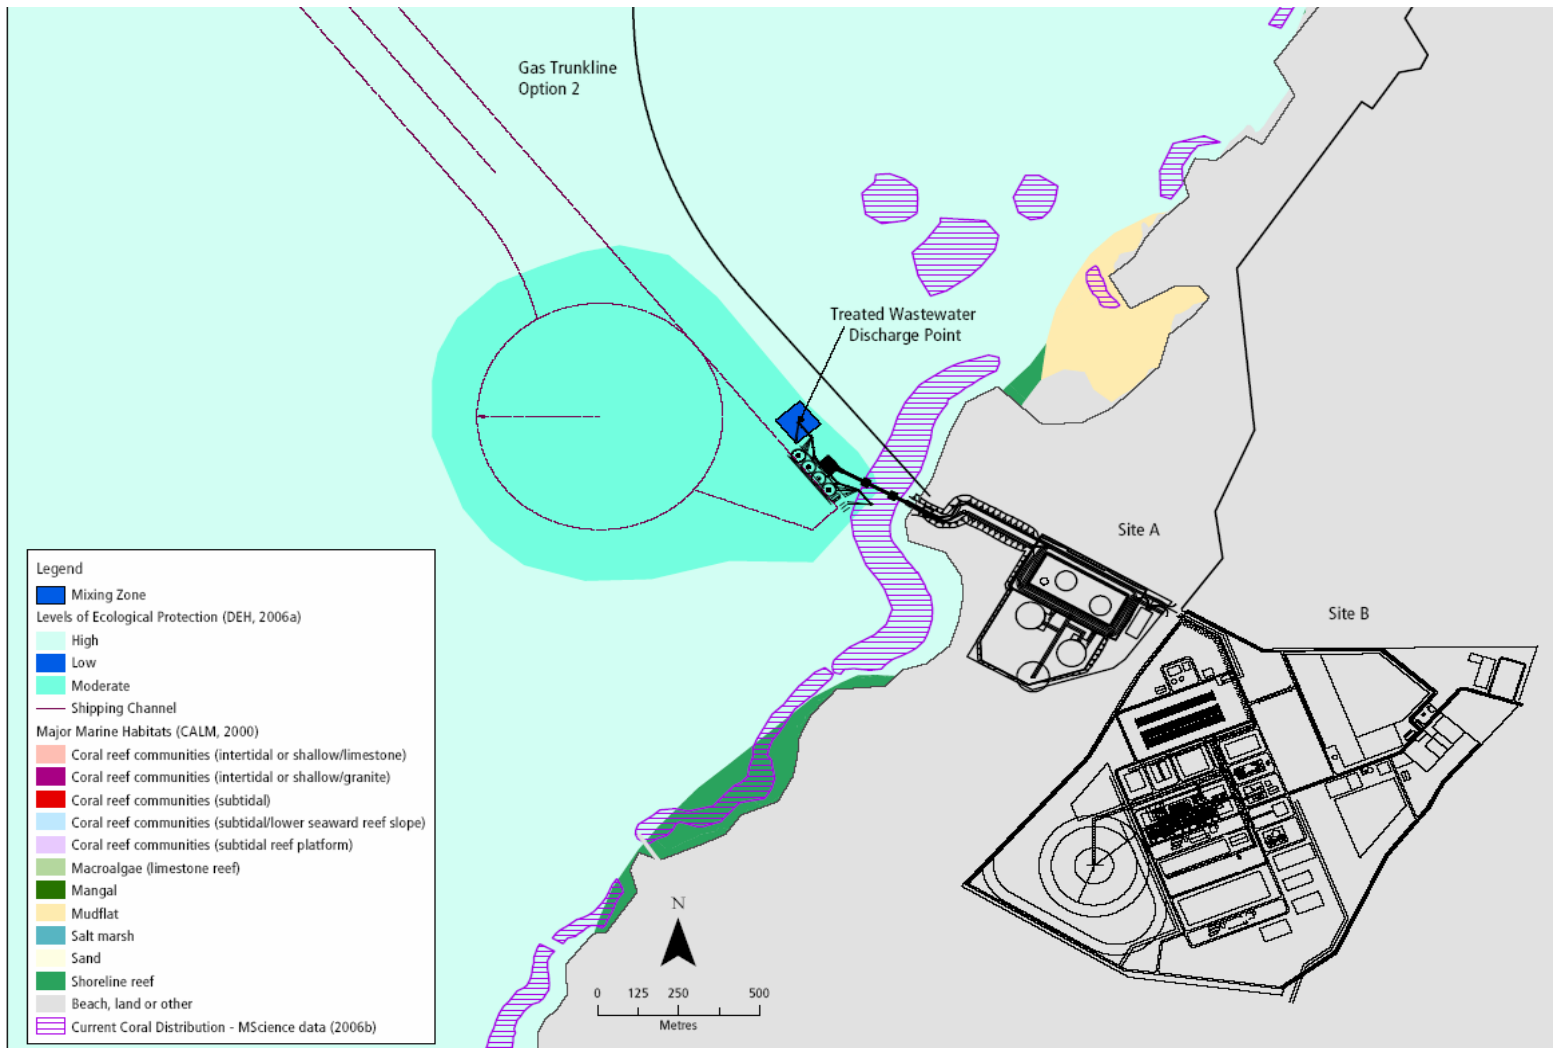 Gas Trunkline
Option 2
Treated Wastewater
Discharge Point
Site A
Site B
Legend
Mixing Zone
Levels of Ecological Protection (DEH, 2006a)
High
Low
Moderate
Shipping Channel
Major Marine Habitats (CALM, 2000)
Coral reef communities (intertidal or shallow/limestone)
Coral reef communities (intertidal or shallow/granite)
Coral reef communities (subtidal)
Coral reef communities (subtidal/lower seaward reef slope)
Coral reef communities (subtidal reef platform)
Macroalgae (limestone reef)
Mangal
Mudflat
Salt marsh
Sand
Shoreline reef
Beach, land or other
Current Coral Distribution - MScience data (2006b)
N
0 125 250 500
Metres